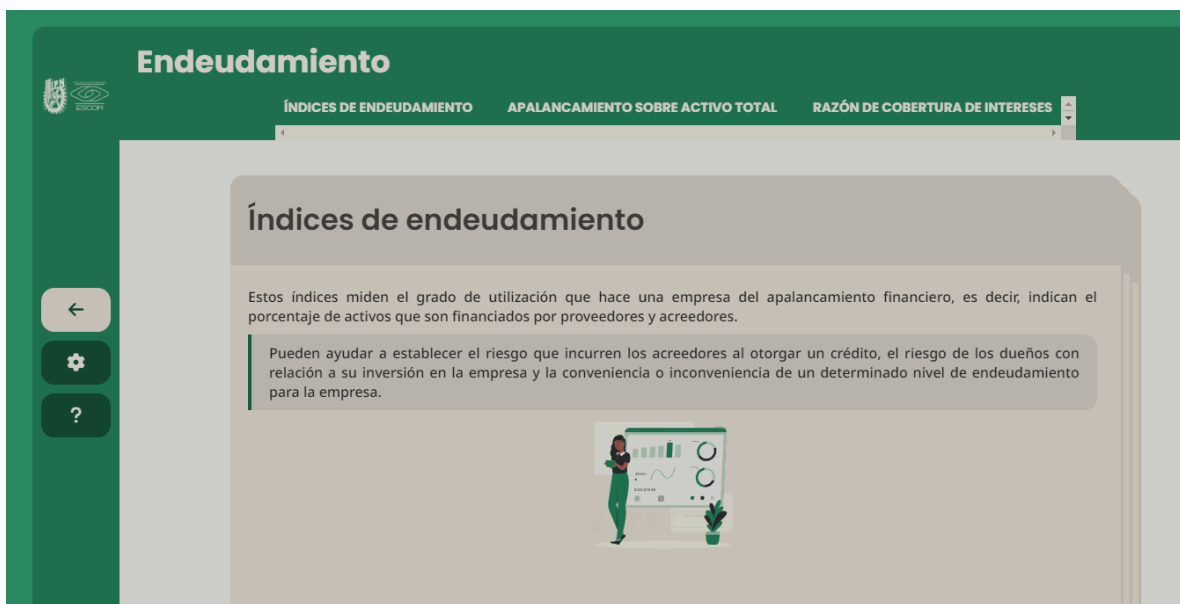 Endeudamiento
ESCOM
ÍNDICES DE ENDEUDAMIENTO APALANCAMIENTO SOBRE ACTIVO TOTAL RAZÓN DE COBERTURA DE INTERESES
Índices de endeudamiento
Estos índices miden el grado de utilización que hace una empresa del apalancamiento financiero, es decir, indican el
porcentaje de activos que son financiados por proveedores y acreedores.
Pueden ayudar a establecer el riesgo que incurren los acreedores al otorgar un crédito, el riesgo de los dueños con
relación a su inversión en la empresa y la conveniencia o inconveniencia de un determinado nivel de endeudamiento
para la empresa.
?